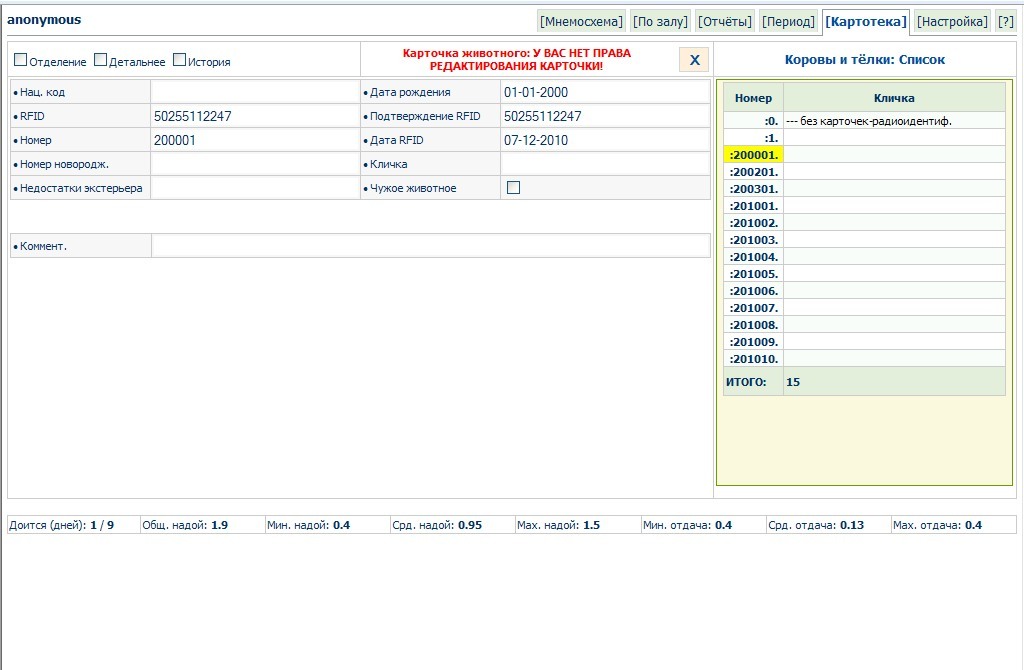 anonymous
[Мнемосхема] [По залу] [Отчёты] [Период] [Картотека] [Настройка] [?]
Отделение Детальнее История
Карточка животного: У ВАС НЕТ ПРАВА
РЕДАКТИРОВАНИЯ КАРТОЧКИ!
X
• Нац. код
• Дата рождения 01-01-2000
• RFID 50255112247
• Подтверждение RFID 50255112247
• Номер 200001
• Дата RFID 07-12-2010
• Номер новородж.
• Кличка
• Недостатки экстерьера
• Чужое животное
• Коммент.
Коровы и тёлки: Список
Номер Кличка
:0. --- без карточек-радиоидентиф.
:1.
:200001.
:200201.
:200301.
:201001.
:201002.
:201003.
:201004.
:201005.
:201006.
:201007.
:201008.
:201009.
:201010.
ИТОГО: 15
Доится (дней): 1 / 9 Общ. надой: 1.9 Мин. надой: 0.4 Срд. надой: 0.95 Мах. надой: 1.5 Мин. отдача: 0.4 Срд. отдача: 0.13 Мах. отдача: 0.4